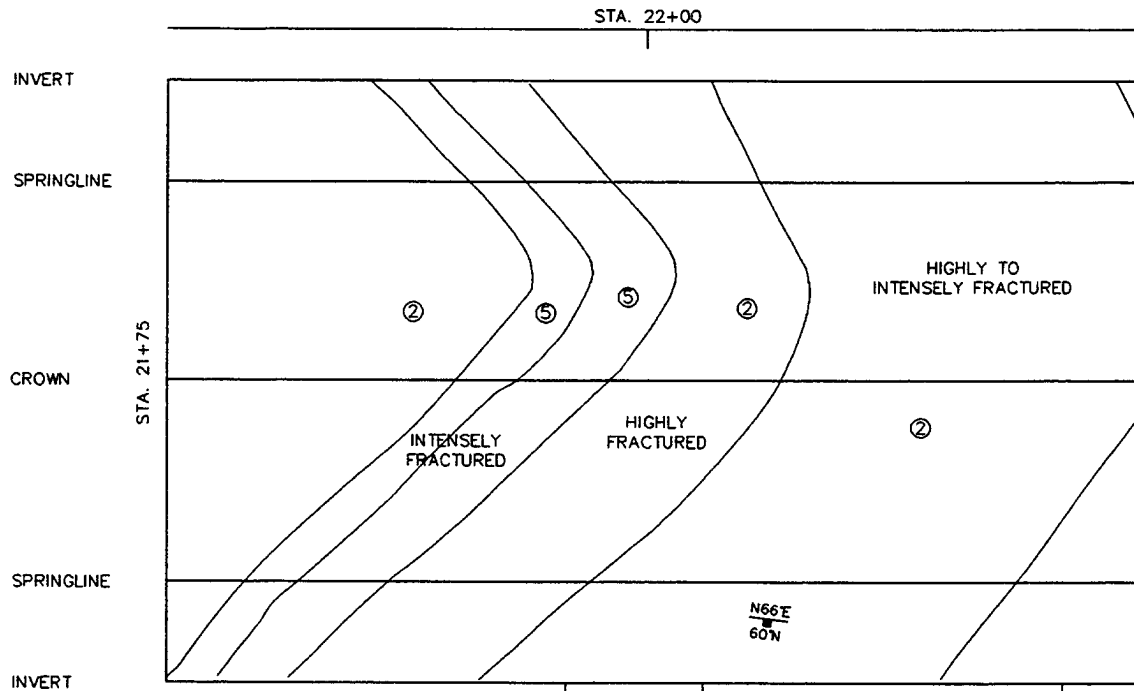 STA. 22+00
INVERT
SPRINGLINE
HIGHLY TO
INTENSELY FRACTURED
2
5
5
2
STA. 21+75
CROWN
HIGHLY
FRACTURED
2
INTENSELY
FRACTURED
SPRINGLINE
N66°E
60°N
INVERT